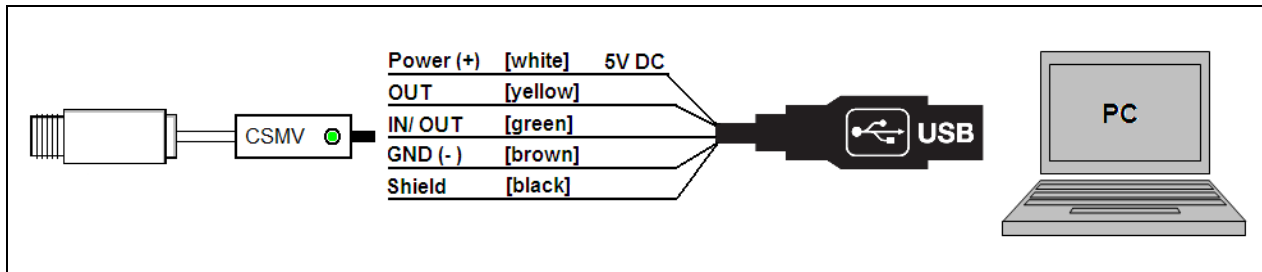 Power (+) [white] 5V DC
OUT [yellow]
IN/ OUT [green]
GND (-) [brown]
Shield [black]
CSMV
USB
PC